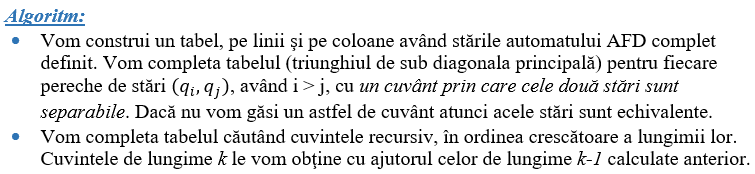 Algoritm:
• Vom construi un tabel, pe linii și pe coloane având stările automatului AFD complet
definit. Vom completa tabelul (triunghiul de sub diagonala principală) pentru fiecare
pereche de stări (qᵢ, qⱼ), având i > j, cu un cuvânt prin care cele două stări sunt
separabile. Dacă nu vom găsi un astfel de cuvânt atunci acele stări sunt echivalente.
• Vom completa tabelul căutând cuvintele recursiv, în ordinea crescătoare a lungimii lor.
Cuvintele de lungime k le vom obține cu ajutorul celor de lungime k-1 calculate anterior.